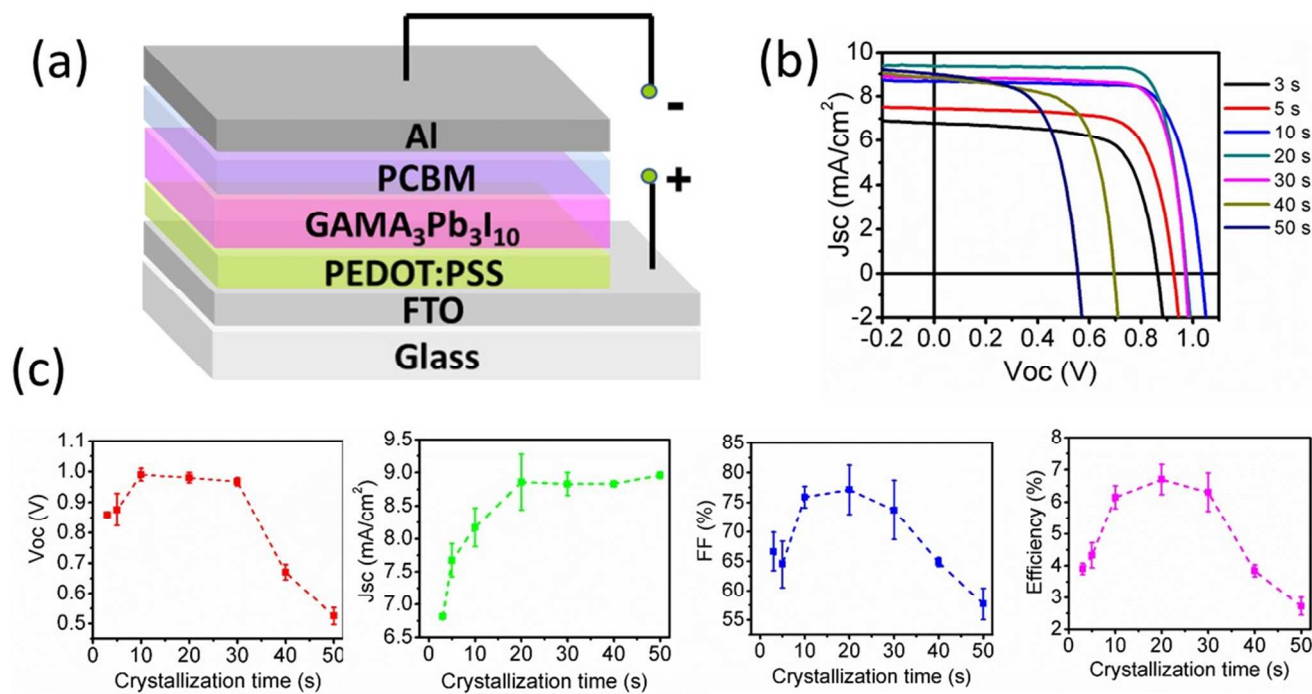 (a)
-
+
Al
PCBM
GAMA₃Pb₃I₁₀
PEDOT:PSS
FTO
Glass
(b)
10
8
6
4
2
0
-2
-0.2 0.0 0.2 0.4 0.6 0.8 1.0
Jsc (mA/cm²)
Voc (V)
3 s
5 s
10 s
20 s
30 s
40 s
50 s
(c)
1.1
1.0
0.9
0.8
0.7
0.6
0.5
Voc (V)
0 10 20 30 40 50
Crystallization time (s)
9.5
9.0
8.5
8.0
7.5
7.0
6.5
Jsc (mA/cm²)
0 10 20 30 40 50
Crystallization time (s)
85
80
75
70
65
60
55
FF (%)
0 10 20 30 40 50
Crystallization time (s)
8
7
6
5
4
3
2
Efficiency (%)
0 10 20 30 40 50
Crystallization time (s)